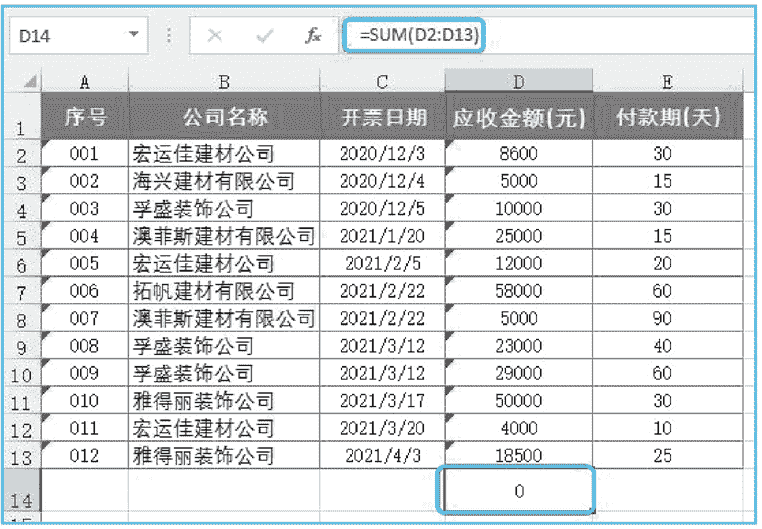 D14 fx =SUM(D2:D13)
A B C D E
1 序号 公司名称 开票日期 应收金额(元) 付款期(天)
2 001 宏运佳建材公司 2020/12/3 8600 30
3 002 海兴建材有限公司 2020/12/4 5000 15
4 003 孚盛装饰公司 2020/12/5 10000 30
5 004 澳菲斯建材有限公司 2021/1/20 25000 15
6 005 宏运佳建材公司 2021/2/5 12000 20
7 006 拓帆建材有限公司 2021/2/22 58000 60
8 007 澳菲斯建材有限公司 2021/2/22 5000 90
9 008 孚盛装饰公司 2021/3/12 23000 40
10 009 孚盛装饰公司 2021/3/12 29000 60
11 010 雅得丽装饰公司 2021/3/17 50000 30
12 011 宏运佳建材公司 2021/3/20 4000 10
13 012 雅得丽装饰公司 2021/4/3 18500 25
14 0